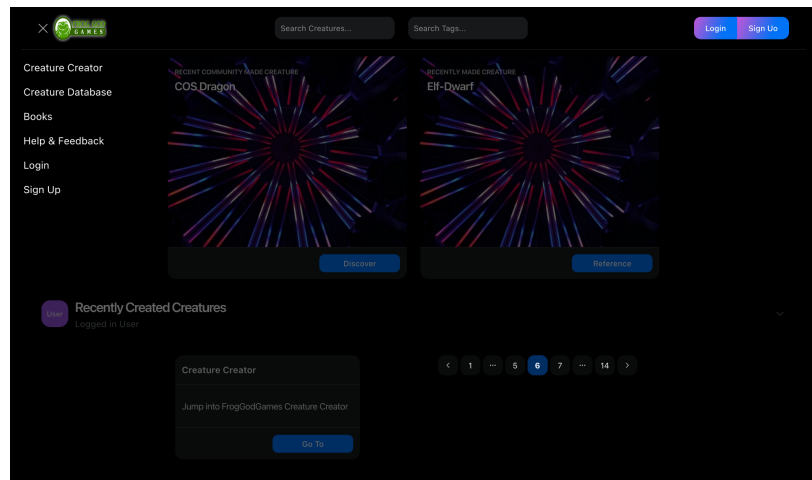 FROG GOD
GAMES
Search Creatures...
Search Tags...
Login
Sign Uo
Creature Creator
Creature Database
Books
Help & Feedback
Login
Sign Up
RECENT COMMUNITY MADE CREATURE
COS Dragon
Discover
RECENTLY MADE CREATURE
Elf-Dwarf
Reference
User
Recently Created Creatures
Logged in User
Creature Creator
Jump into FrogGodGames Creature Creator
Go To
< 1 ... 5 6 7 ... 14 >